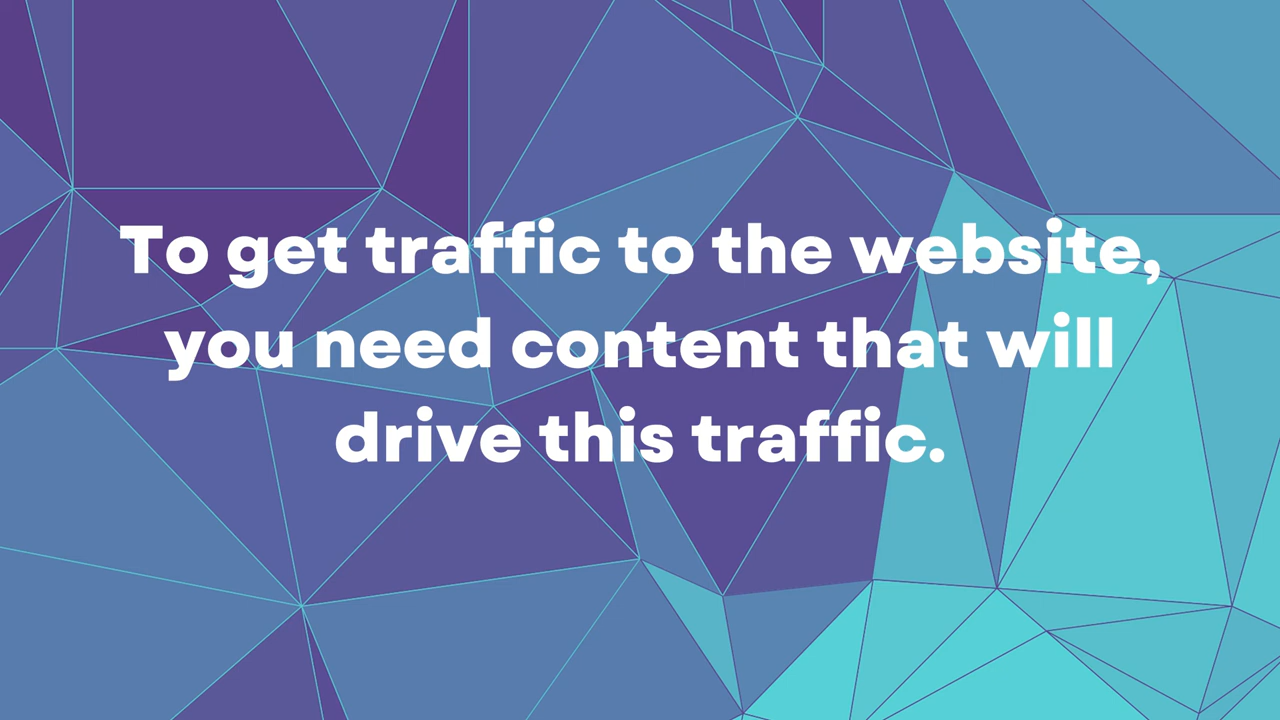 To get traffic to the website,
you need content that will
drive this traffic.